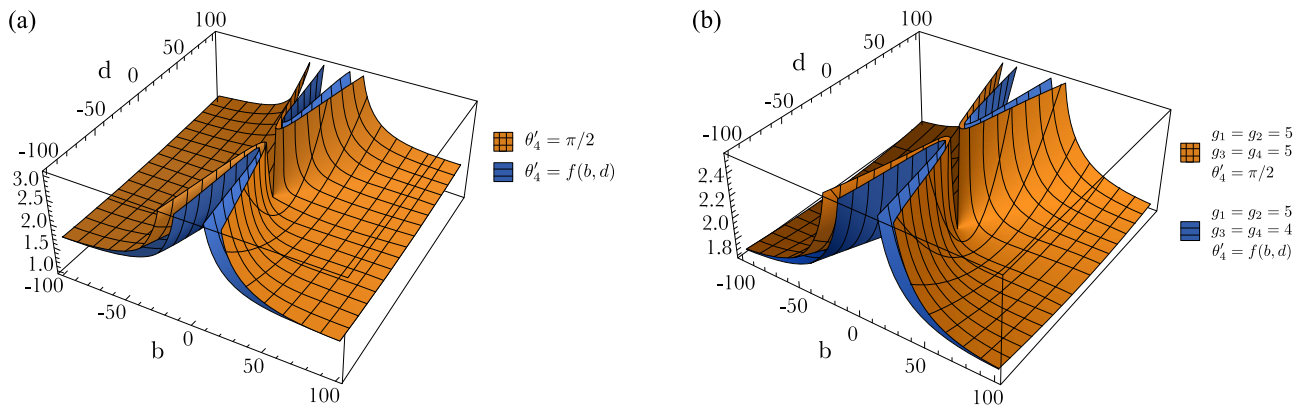 (a)
100
50
d
0
-50
-100
3.0
2.5
2.0
1.5
1.0
-100
-50
0
b
50
100
θ′₄ = π/2
θ′₄ = f(b, d)
(b)
100
50
d
0
-50
-100
2.4
2.2
2.0
1.8
-100
-50
0
b
50
100
g₁ = g₂ = 5
g₃ = g₄ = 5
θ′₄ = π/2
g₁ = g₂ = 5
g₃ = g₄ = 4
θ′₄ = f(b, d)